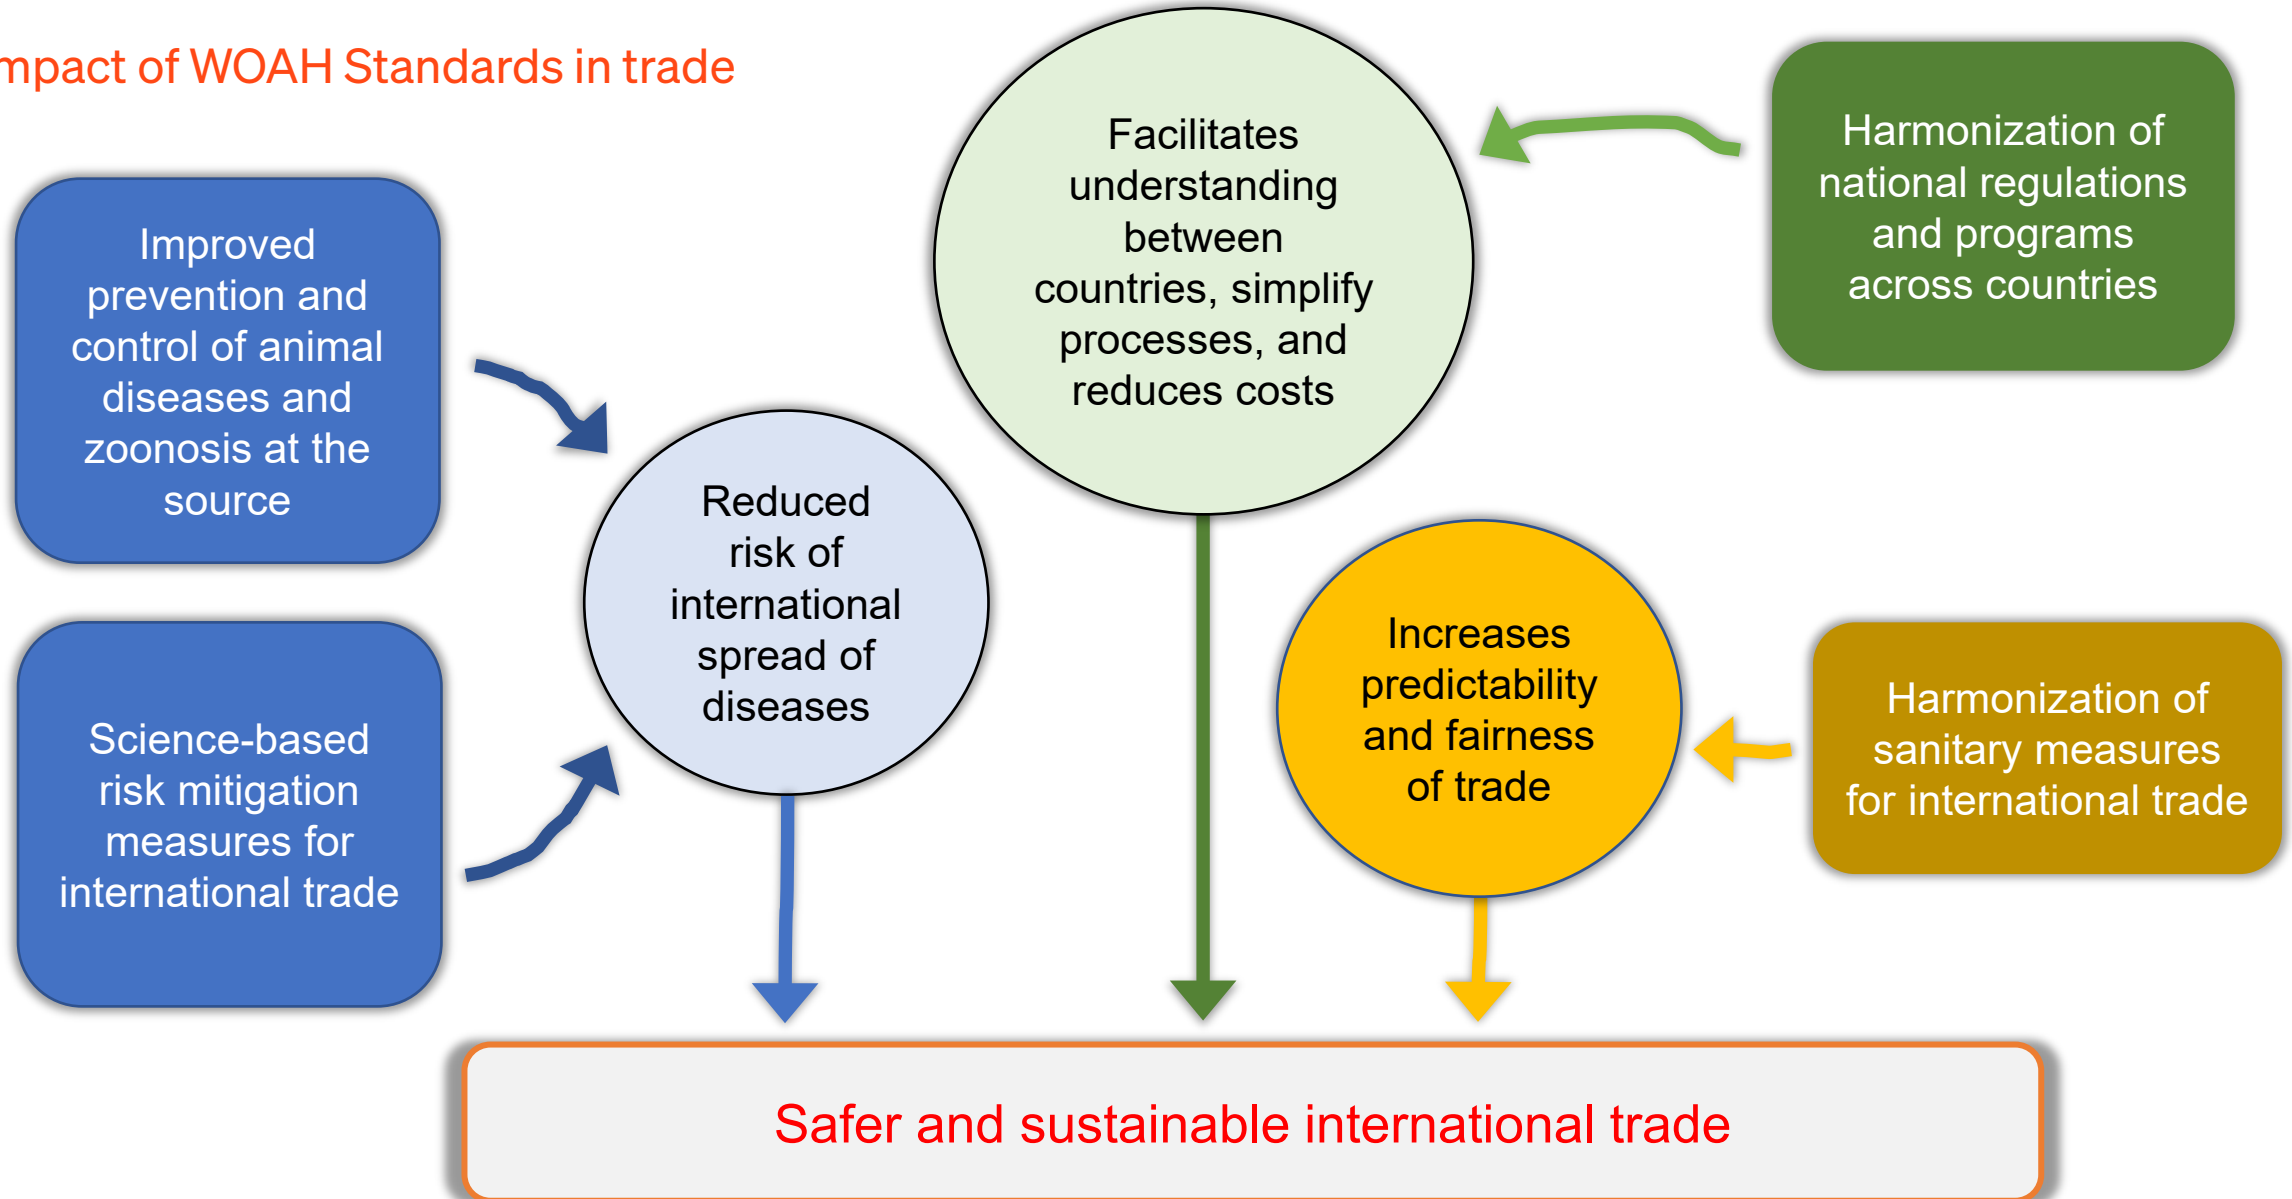 mpact of WOAH Standards in trade
Improved
prevention and
control of animal
diseases and
zoonosis at the
source
Science-based
risk mitigation
measures for
international trade
Reduced
risk of
international
spread of
diseases
Facilitates
understanding
between
countries, simplify
processes, and
reduces costs
Increases
predictability
and fairness
of trade
Harmonization of
national regulations
and programs
across countries
Harmonization of
sanitary measures
for international trade
Safer and sustainable international trade